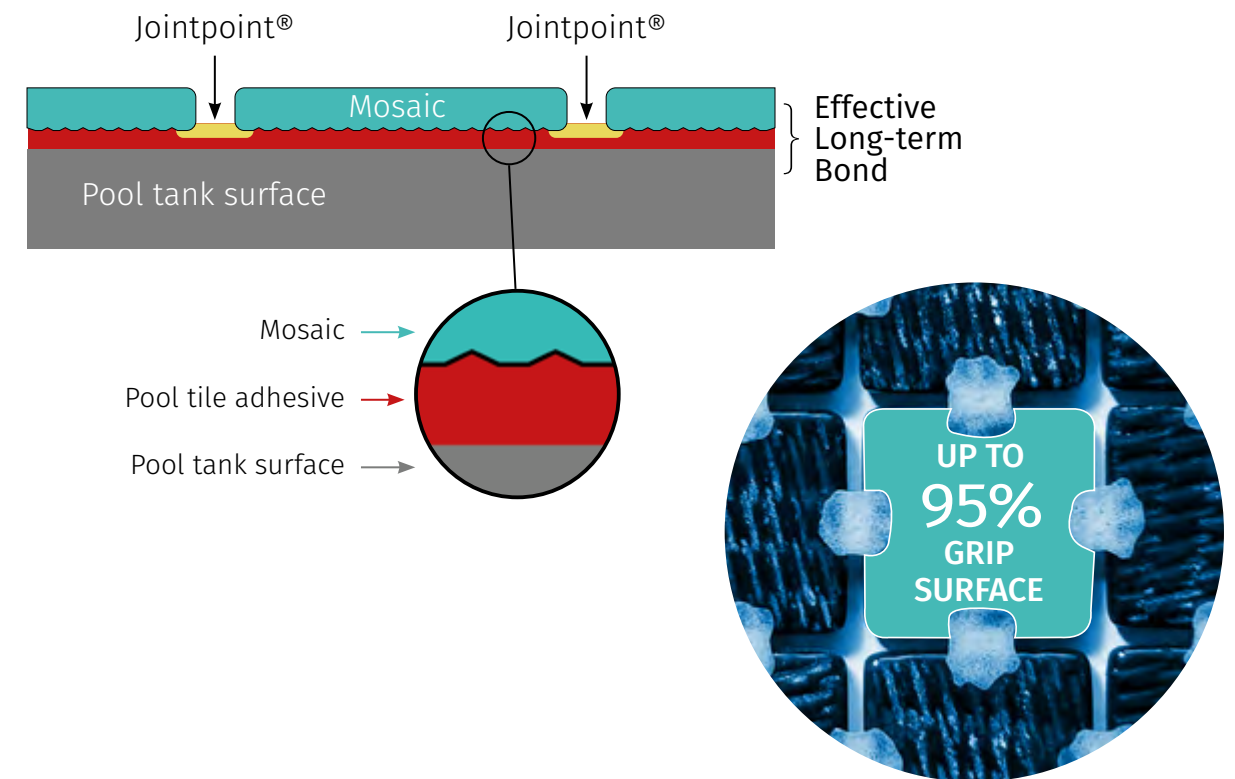 Jointpoint®
Jointpoint®
Mosaic
Effective
Long-term
Bond
Pool tank surface
Mosaic
Pool tile adhesive
Pool tank surface
UP TO
95%
GRIP
SURFACE